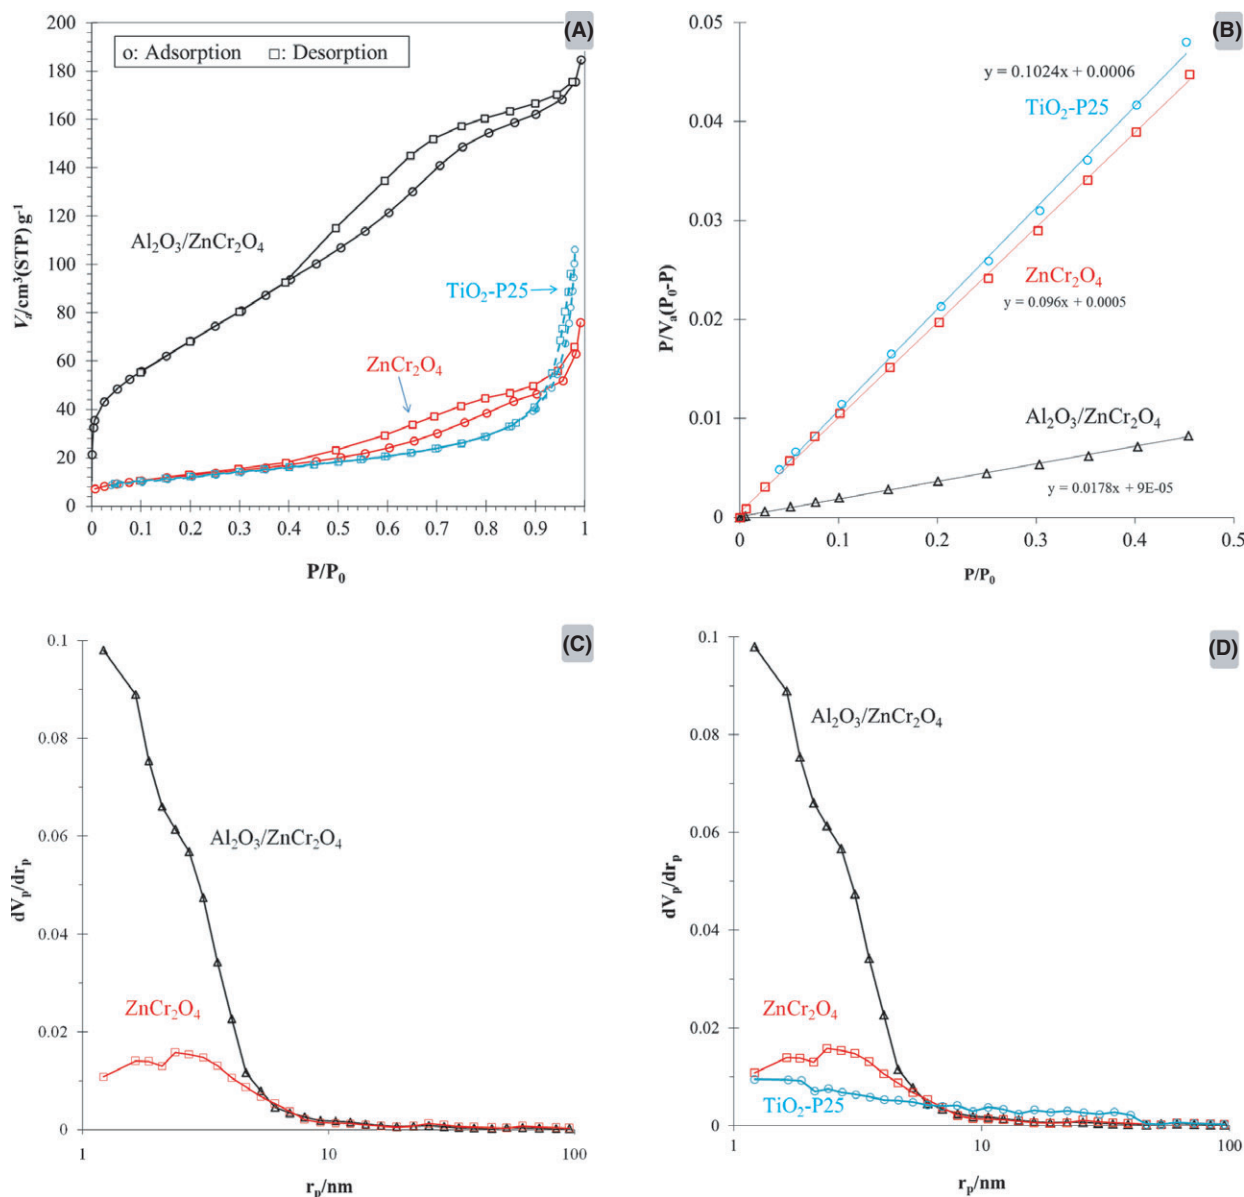 (A)
200
180
160
140
120
100
80
60
40
20
0
Vₐ/cm³(STP) g⁻¹
o: Adsorption □: Desorption
Al₂O₃/ZnCr₂O₄
TiO₂-P25
ZnCr₂O₄
0 0.1 0.2 0.3 0.4 0.5 0.6 0.7 0.8 0.9 1
P/P₀
(B)
0.05
0.04
0.03
0.02
0.01
0
P/Vₐ(P₀-P)
y = 0.1024x + 0.0006
TiO₂-P25
ZnCr₂O₄
y = 0.096x + 0.0005
Al₂O₃/ZnCr₂O₄
y = 0.0178x + 9E-05
0 0.1 0.2 0.3 0.4 0.5
P/P₀
(C)
0.1
0.08
0.06
0.04
0.02
0
dVₚ/drₚ
Al₂O₃/ZnCr₂O₄
ZnCr₂O₄
1 10 100
rₚ/nm
(D)
0.1
0.08
0.06
0.04
0.02
0
dVₚ/drₚ
Al₂O₃/ZnCr₂O₄
ZnCr₂O₄
TiO₂-P25
1 10 100
rₚ/nm